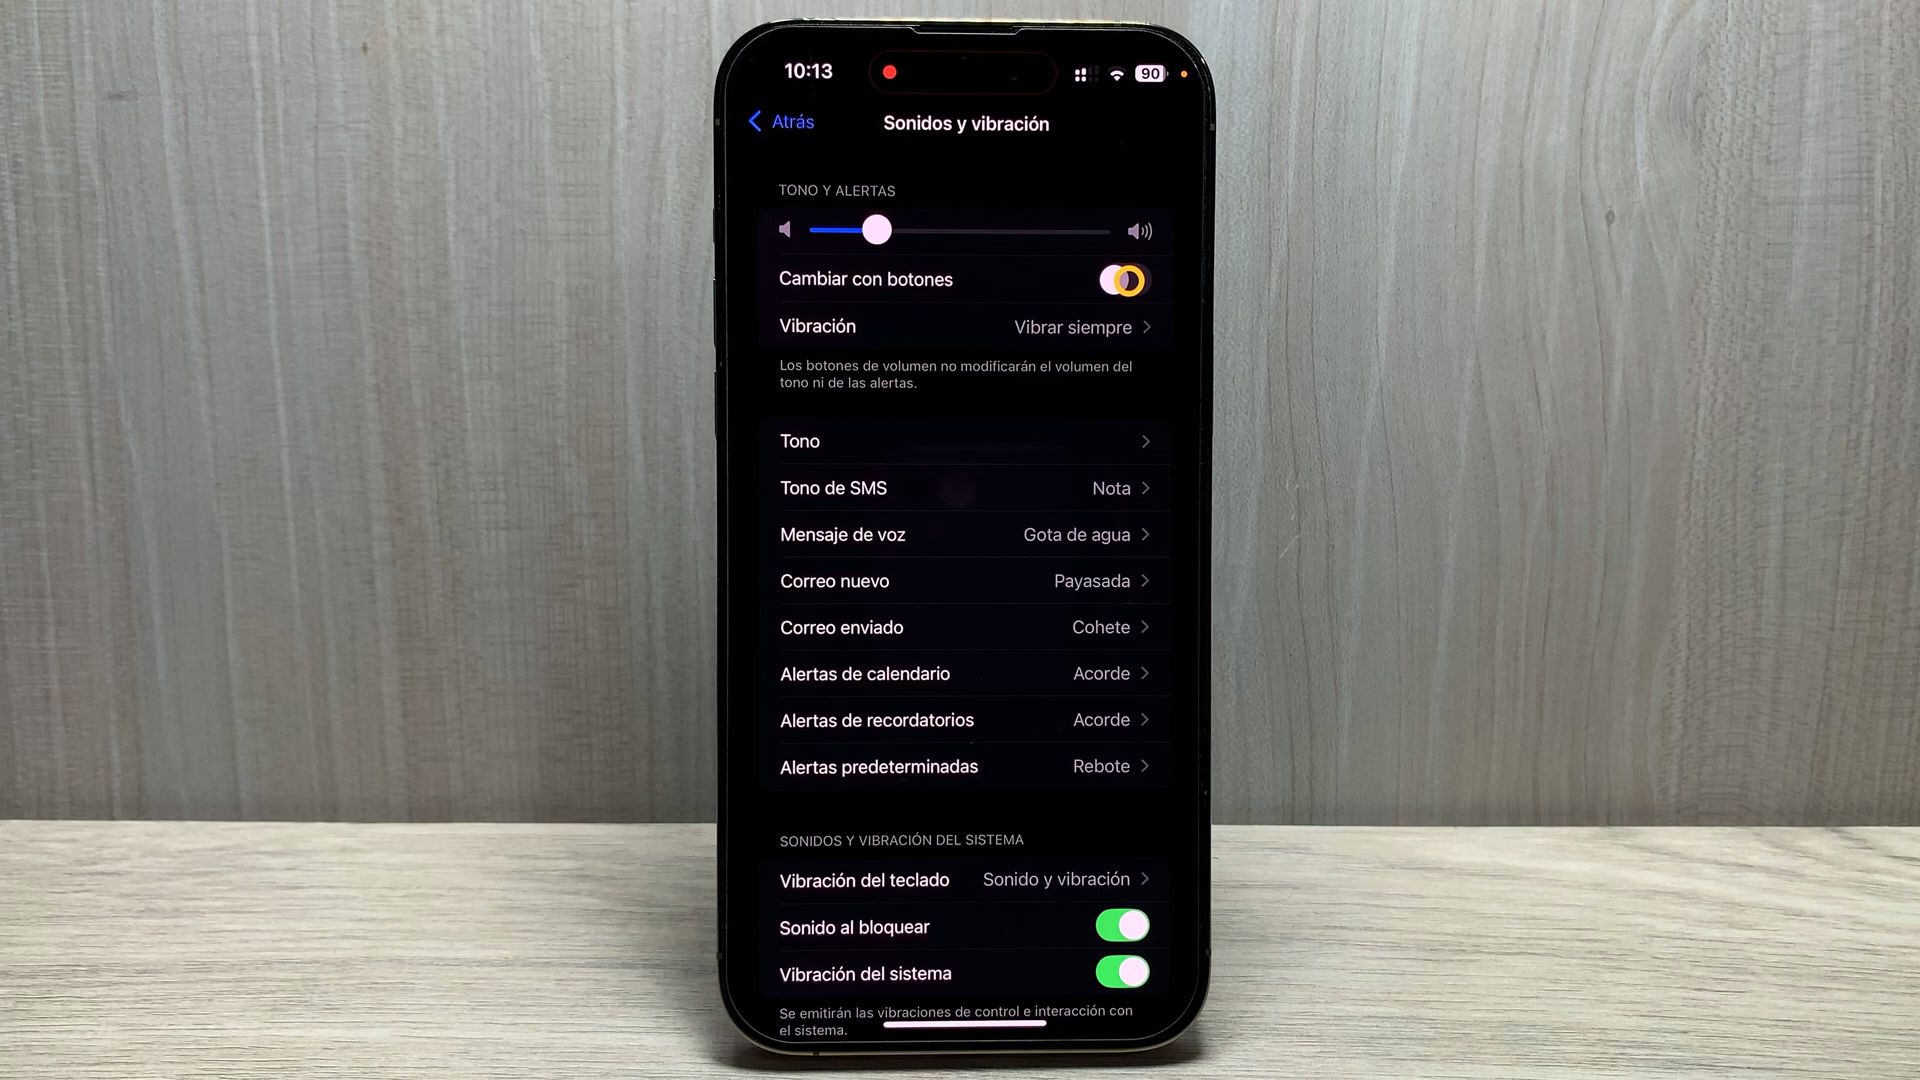 10:13
90
Atrás
Sonidos y vibración
TONO Y ALERTAS
Cambiar con botones
Vibración Vibrar siempre
Los botones de volumen no modificarán el volumen del
tono ni de las alertas.
Tono
Tono de SMS Nota
Mensaje de voz Gota de agua
Correo nuevo Payasada
Correo enviado Cohete
Alertas de calendario Acorde
Alertas de recordatorios Acorde
Alertas predeterminadas Rebote
SONIDOS Y VIBRACIÓN DEL SISTEMA
Vibración del teclado Sonido y vibración
Sonido al bloquear
Vibración del sistema
Se emitirán las vibraciones de control e interacción con
el sistema.